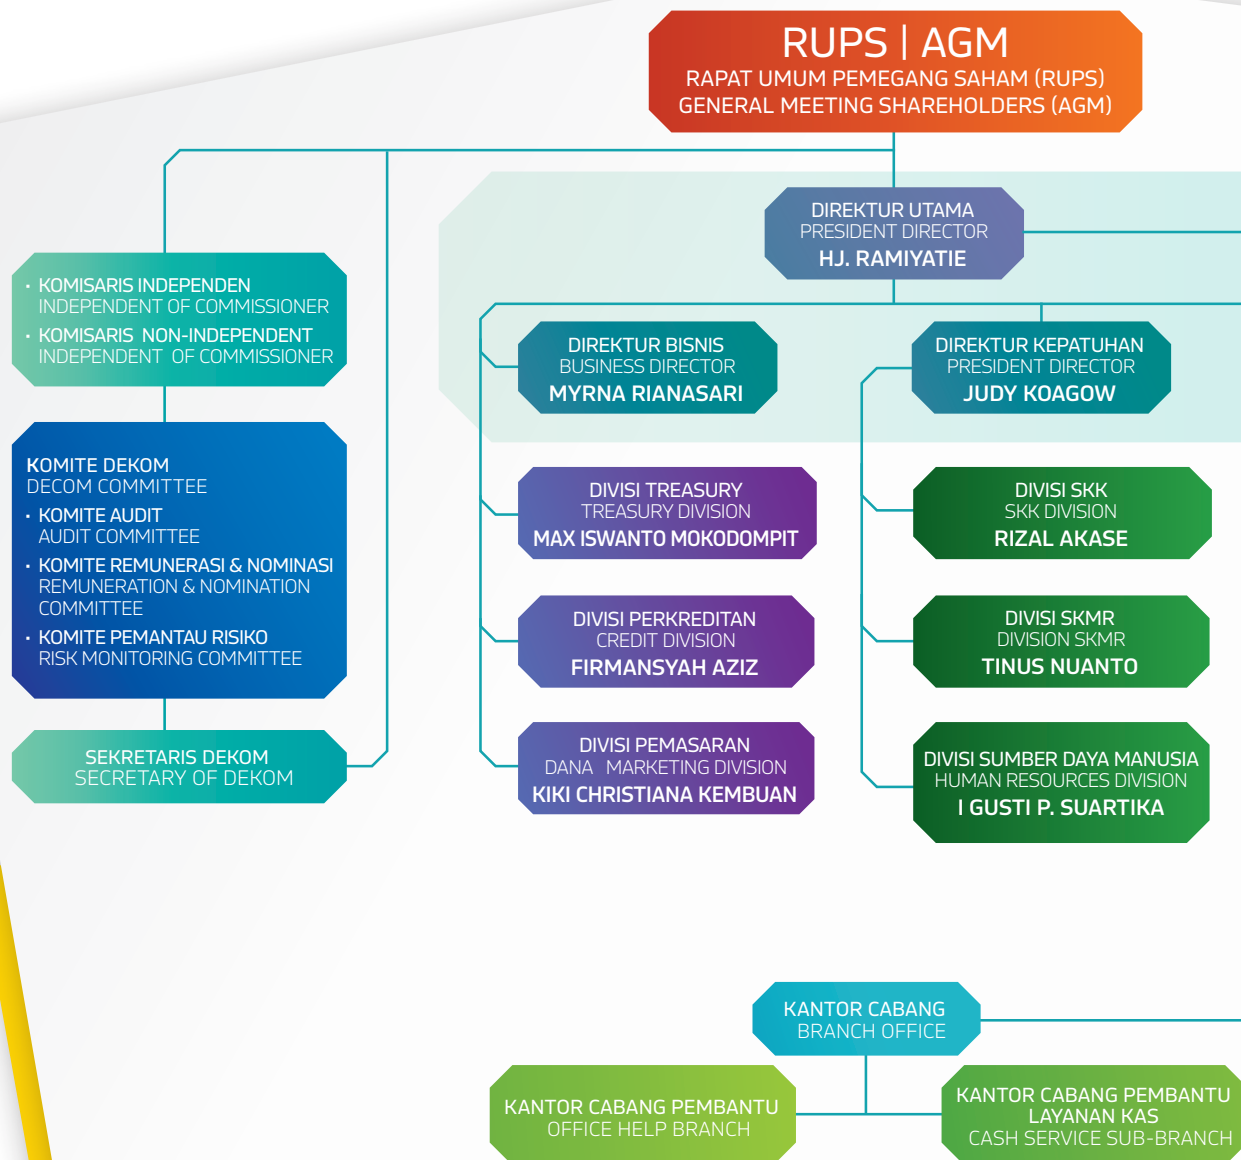 RUPS | AGM
RAPAT UMUM PEMEGANG SAHAM (RUPS)
GENERAL MEETING SHAREHOLDERS (AGM)
DIREKTUR UTAMA
PRESIDENT DIRECTOR
HJ. RAMIYATIE
· KOMISARIS INDEPENDEN
INDEPENDENT OF COMMISSIONER
· KOMISARIS NON-INDEPENDENT
INDEPENDENT OF COMMISSIONER
DIREKTUR BISNIS
BUSINESS DIRECTOR
MYRNA RIANASARI
DIREKTUR KEPATUHAN
PRESIDENT DIRECTOR
JUDY KOAGOW
KOMITE DEKOM
DECOM COMMITTEE
· KOMITE AUDIT
AUDIT COMMITTEE
· KOMITE REMUNERASI & NOMINASI
REMUNERATION & NOMINATION
COMMITTEE
· KOMITE PEMANTAU RISIKO
RISK MONITORING COMMITTEE
DIVISI TREASURY
TREASURY DIVISION
MAX ISWANTO MOKODOMPIT
DIVISI SKK
SKK DIVISION
RIZAL AKASE
DIVISI PERKREDITAN
CREDIT DIVISION
FIRMANSYAH AZIZ
DIVISI SKMR
DIVISION SKMR
TINUS NUANTO
SEKRETARIS DEKOM
SECRETARY OF DEKOM
DIVISI PEMASARAN
DANA MARKETING DIVISION
KIKI CHRISTIANA KEMBUAN
DIVISI SUMBER DAYA MANUSIA
HUMAN RESOURCES DIVISION
I GUSTI P. SUARTIKA
KANTOR CABANG
BRANCH OFFICE
KANTOR CABANG PEMBANTU
OFFICE HELP BRANCH
KANTOR CABANG PEMBANTU
LAYANAN KAS
CASH SERVICE SUB-BRANCH